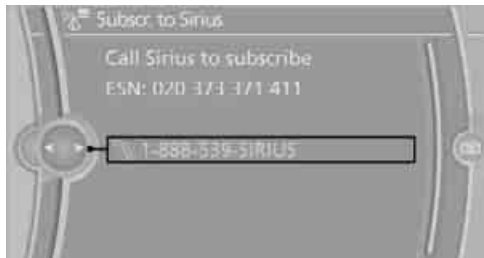 Subscr. to Sirius
Call Sirius to subscribe
ESN: 020 373 371 411
1-888-539-SIRIUS